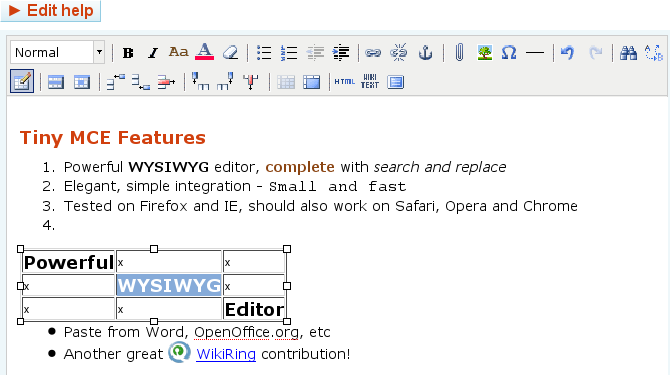 ► Edit help
Normal B I Aa A Ω
HTML WIKI TEXT
Tiny MCE Features
1. Powerful WYSIWYG editor, complete with search and replace
2. Elegant, simple integration - Small and fast
3. Tested on Firefox and IE, should also work on Safari, Opera and Chrome
4.
Powerful x x
x WYSIWYG x
x x Editor
● Paste from Word, OpenOffice.org, etc
● Another great WikiRing contribution!